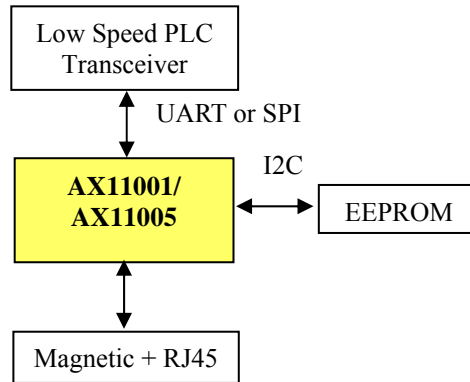 Low Speed PLC
Transceiver
UART or SPI
I2C
AX11001/
AX11005
EEPROM
Magnetic + RJ45